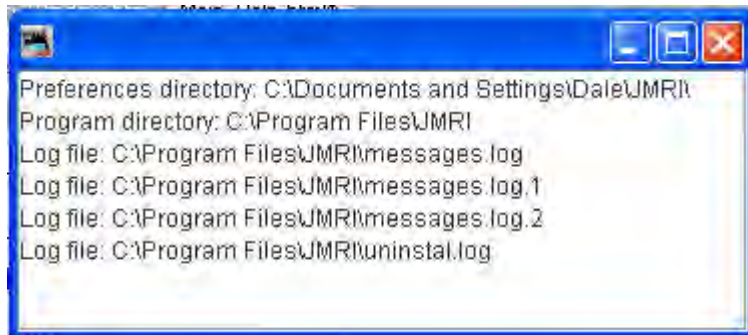 Preferences directory: C:\Documents and Settings\Dale\JMRI\
Program directory: C:\Program Files\JMRI
Log file: C:\Program Files\JMRI\messages.log
Log file: C:\Program Files\JMRI\messages.log.1
Log file: C:\Program Files\JMRI\messages.log.2
Log file: C:\Program Files\JMRI\uninstal.log